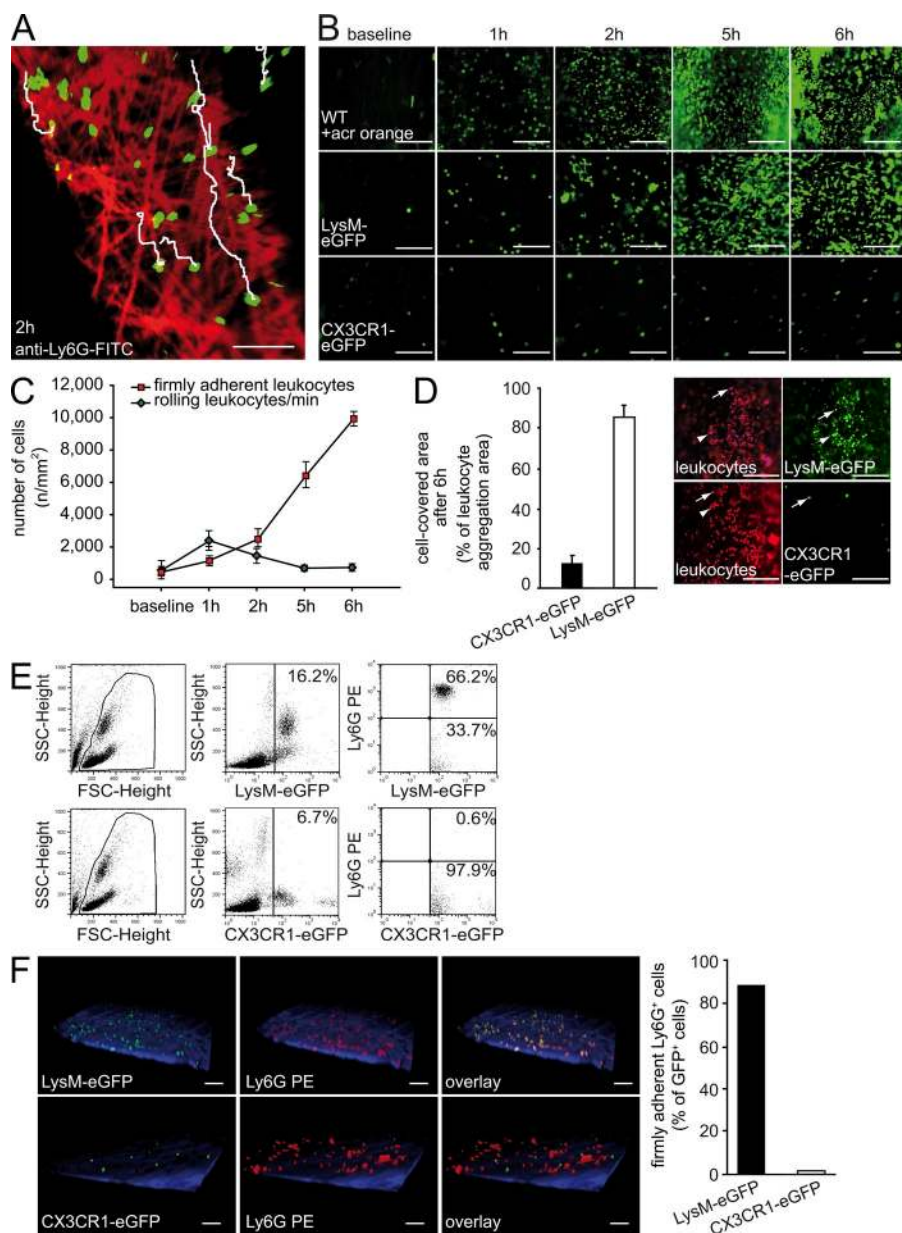 A
2h
anti-Ly6G-FITC
B
baseline 1h 2h 5h 6h
WT
+acr orange
LysM-
eGFP
CX3CR1-
eGFP
C
number of cells
(n/mm²)
12,000
10,000
8,000
6,000
4,000
2,000
0
firmly adherent leukocytes
rolling leukocytes/min
baseline 1h 2h 5h 6h
D
cell-covered area
after 6h
(% of leukocyte
aggregation area)
100
80
60
40
20
0
CX3CR1-eGFP
LysM-eGFP
leukocytes
LysM-eGFP
leukocytes
CX3CR1
-eGFP
E
SSC-Height
FSC-Height
SSC-Height
16.2%
LysM-eGFP
Ly6G PE
66.2%
33.7%
LysM-eGFP
SSC-Height
FSC-Height
SSC-Height
6.7%
CX3CR1-eGFP
Ly6G PE
0.6%
97.9%
CX3CR1-eGFP
F
LysM-eGFP
Ly6G PE
overlay
CX3CR1-eGFP
Ly6G PE
overlay
firmly adherent Ly6G⁺ cells
(% of GFP⁺ cells)
100
80
60
40
20
0
LysM-eGFP
CX3CR1-eGFP